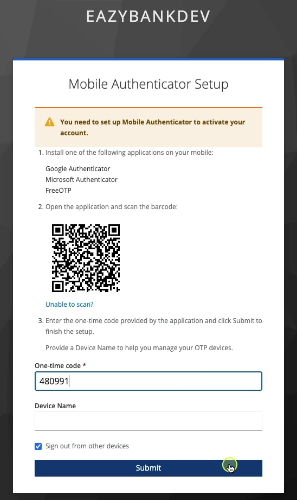 EAZYBANKDEV
Mobile Authenticator Setup
You need to set up Mobile Authenticator to activate your
account.
1. Install one of the following applications on your mobile:
Google Authenticator
Microsoft Authenticator
FreeOTP
2. Open the application and scan the barcode:
Unable to scan?
3. Enter the one-time code provided by the application and click Submit to
finish the setup.
Provide a Device Name to help you manage your OTP devices.
One-time code *
480991
Device Name
Sign out from other devices
Submit